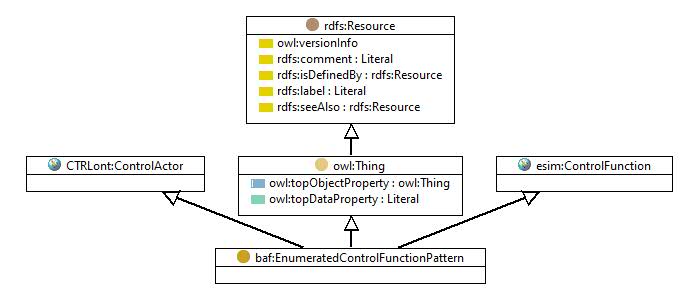 rdfs:Resource
owl:versionInfo
rdfs:comment : Literal
rdfs:isDefinedBy : rdfs:Resource
rdfs:label : Literal
rdfs:seeAlso : rdfs:Resource
CTRLont:ControlActor
owl:Thing
owl:topObjectProperty : owl:Thing
owl:topDataProperty : Literal
esim:ControlFunction
baf:EnumeratedControlFunctionPattern